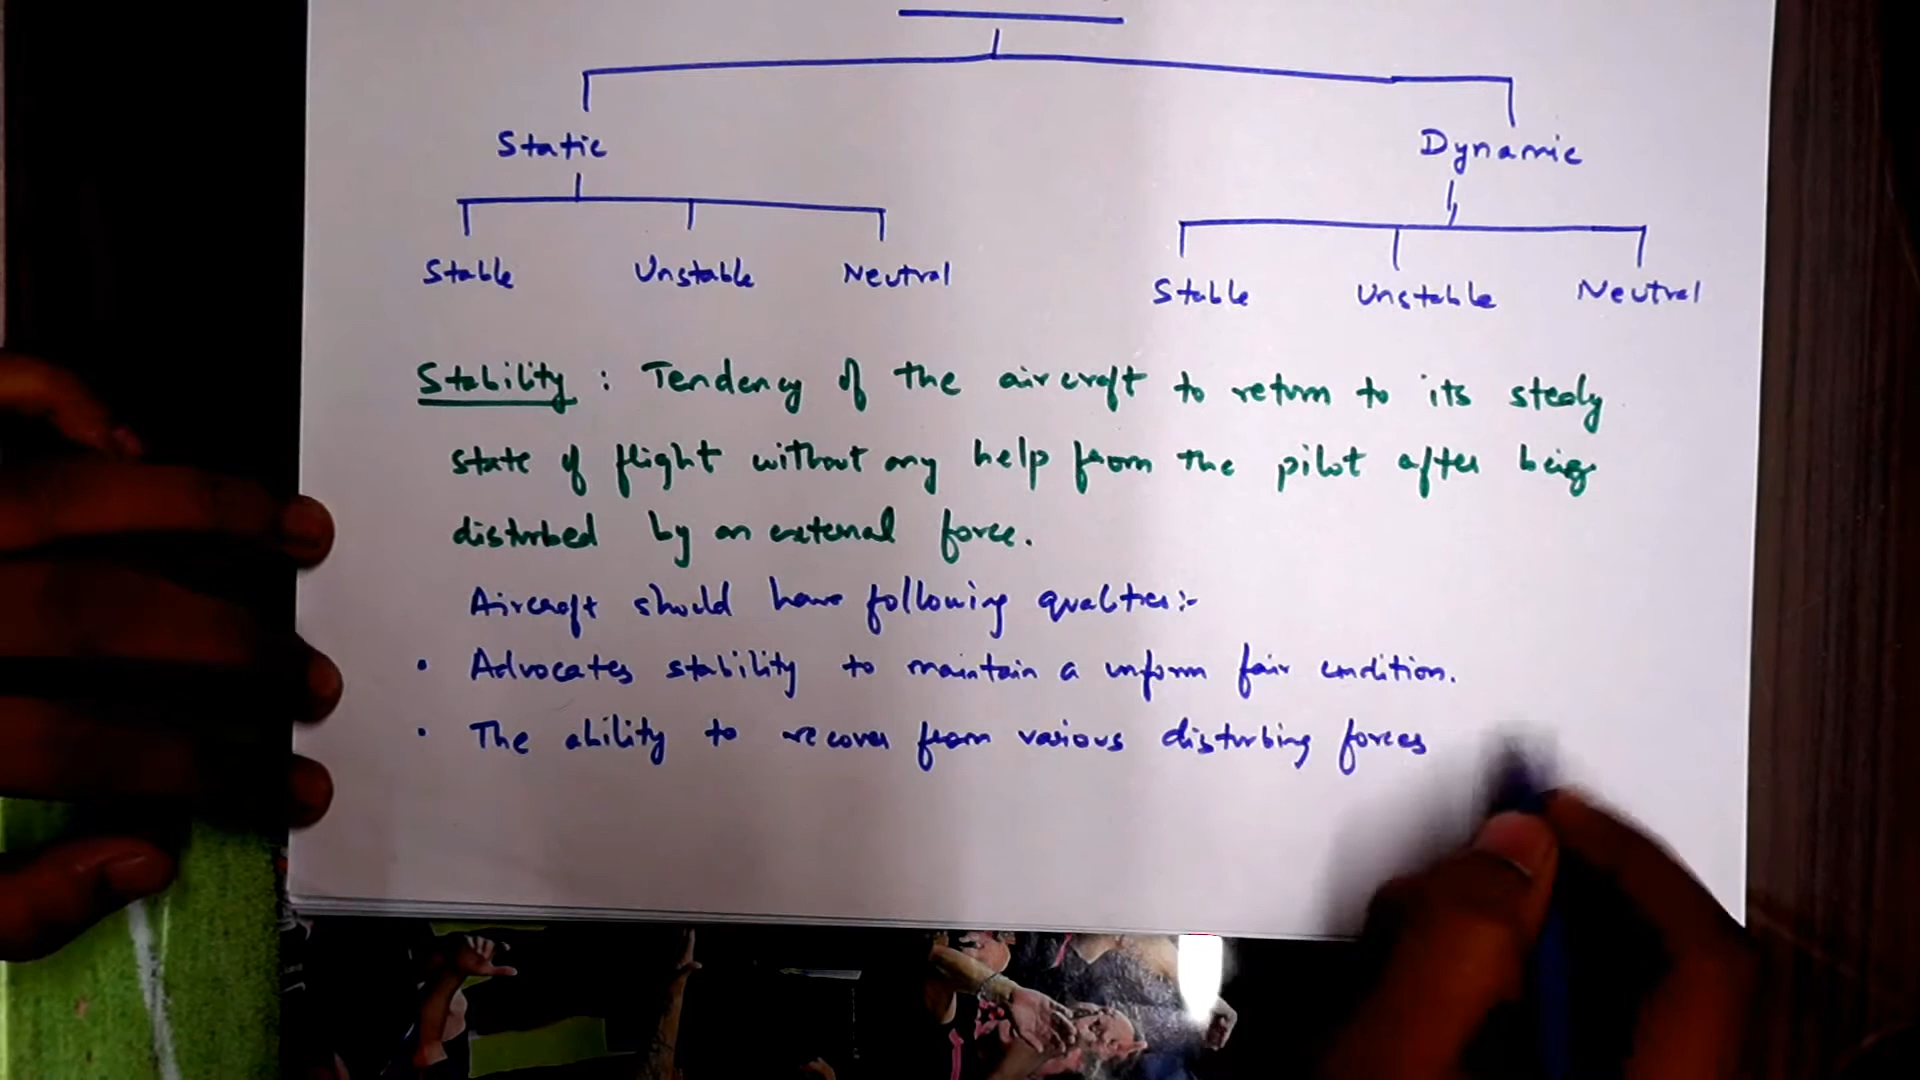 Static
Dynamic
Stable Unstable Neutral
Stable Unstable Neutral
Stability : Tendency of the aircraft to return to its steady
state of flight without any help from the pilot after being
disturbed by an external force.
Aircraft should have following qualities:-
• Advocates stability to maintain a uniform fair condition.
• The ability to recover from various disturbing forces